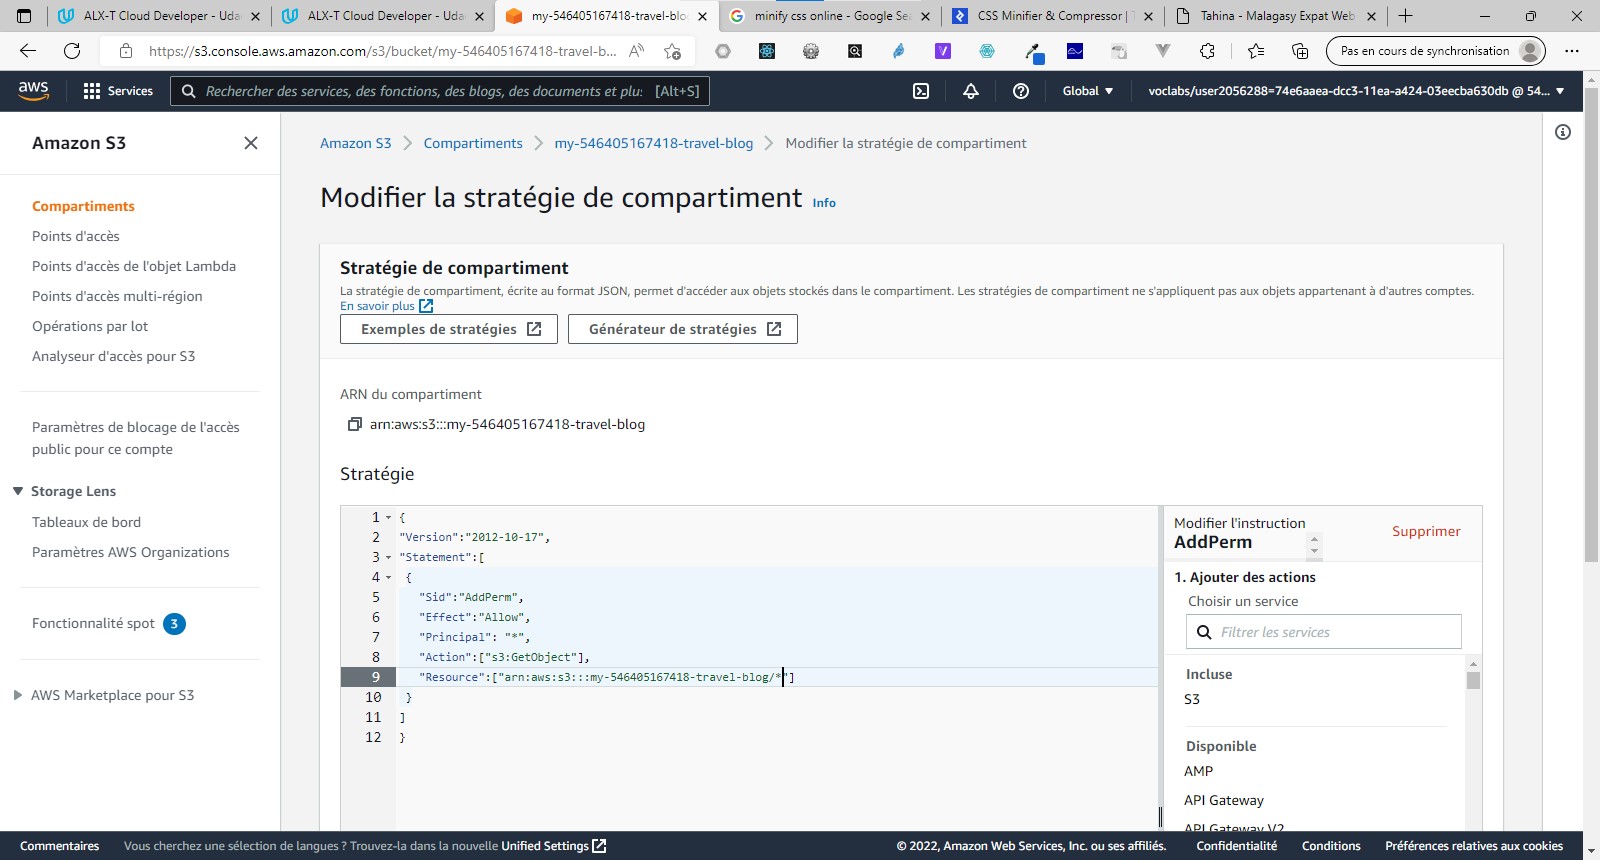 ALX-T Cloud Developer - Uda
ALX-T Cloud Developer - Uda
my-546405167418-travel-blo
minify css online - Google Sea
CSS Minifier & Compressor | T
Tahina - Malagasy Expat Web
https://s3.console.aws.amazon.com/s3/bucket/my-546405167418-travel-b...
Pas en cours de synchronisation
aws
Services
Rechercher des services, des fonctions, des blogs, des documents et plus
[Alt+S]
Global
voclabs/user2056288=74e6aaea-dcc3-11ea-a424-03eecba630db @ 54...
Amazon S3
Compartiments
Points d'accès
Points d'accès de l'objet Lambda
Points d'accès multi-région
Opérations par lot
Analyseur d'accès pour S3
Paramètres de blocage de l'accès
public pour ce compte
Storage Lens
Tableaux de bord
Paramètres AWS Organizations
Fonctionnalité spot 3
AWS Marketplace pour S3
Amazon S3 > Compartiments > my-546405167418-travel-blog > Modifier la stratégie de compartiment
Modifier la stratégie de compartiment Info
Stratégie de compartiment
La stratégie de compartiment, écrite au format JSON, permet d'accéder aux objets stockés dans le compartiment. Les stratégies de compartiment ne s'appliquent pas aux objets appartenant à d'autres comptes.
En savoir plus
Exemples de stratégies
Générateur de stratégies
ARN du compartiment
arn:aws:s3:::my-546405167418-travel-blog
Stratégie
1 {
2 "Version":"2012-10-17",
3 "Statement":[
4 {
5 "Sid":"AddPerm",
6 "Effect":"Allow",
7 "Principal": "*",
8 "Action":["s3:GetObject"],
9 "Resource":["arn:aws:s3:::my-546405167418-travel-blog/*"]
10 }
11 ]
12 }
Modifier l'instruction
AddPerm
Supprimer
1. Ajouter des actions
Choisir un service
Filtrer les services
Incluse
S3
Disponible
AMP
API Gateway
API Gateway V2
Commentaires
Vous cherchez une sélection de langues ? Trouvez-la dans la nouvelle Unified Settings
© 2022, Amazon Web Services, Inc. ou ses affiliés.
Confidentialité
Conditions
Préférences relatives aux cookies